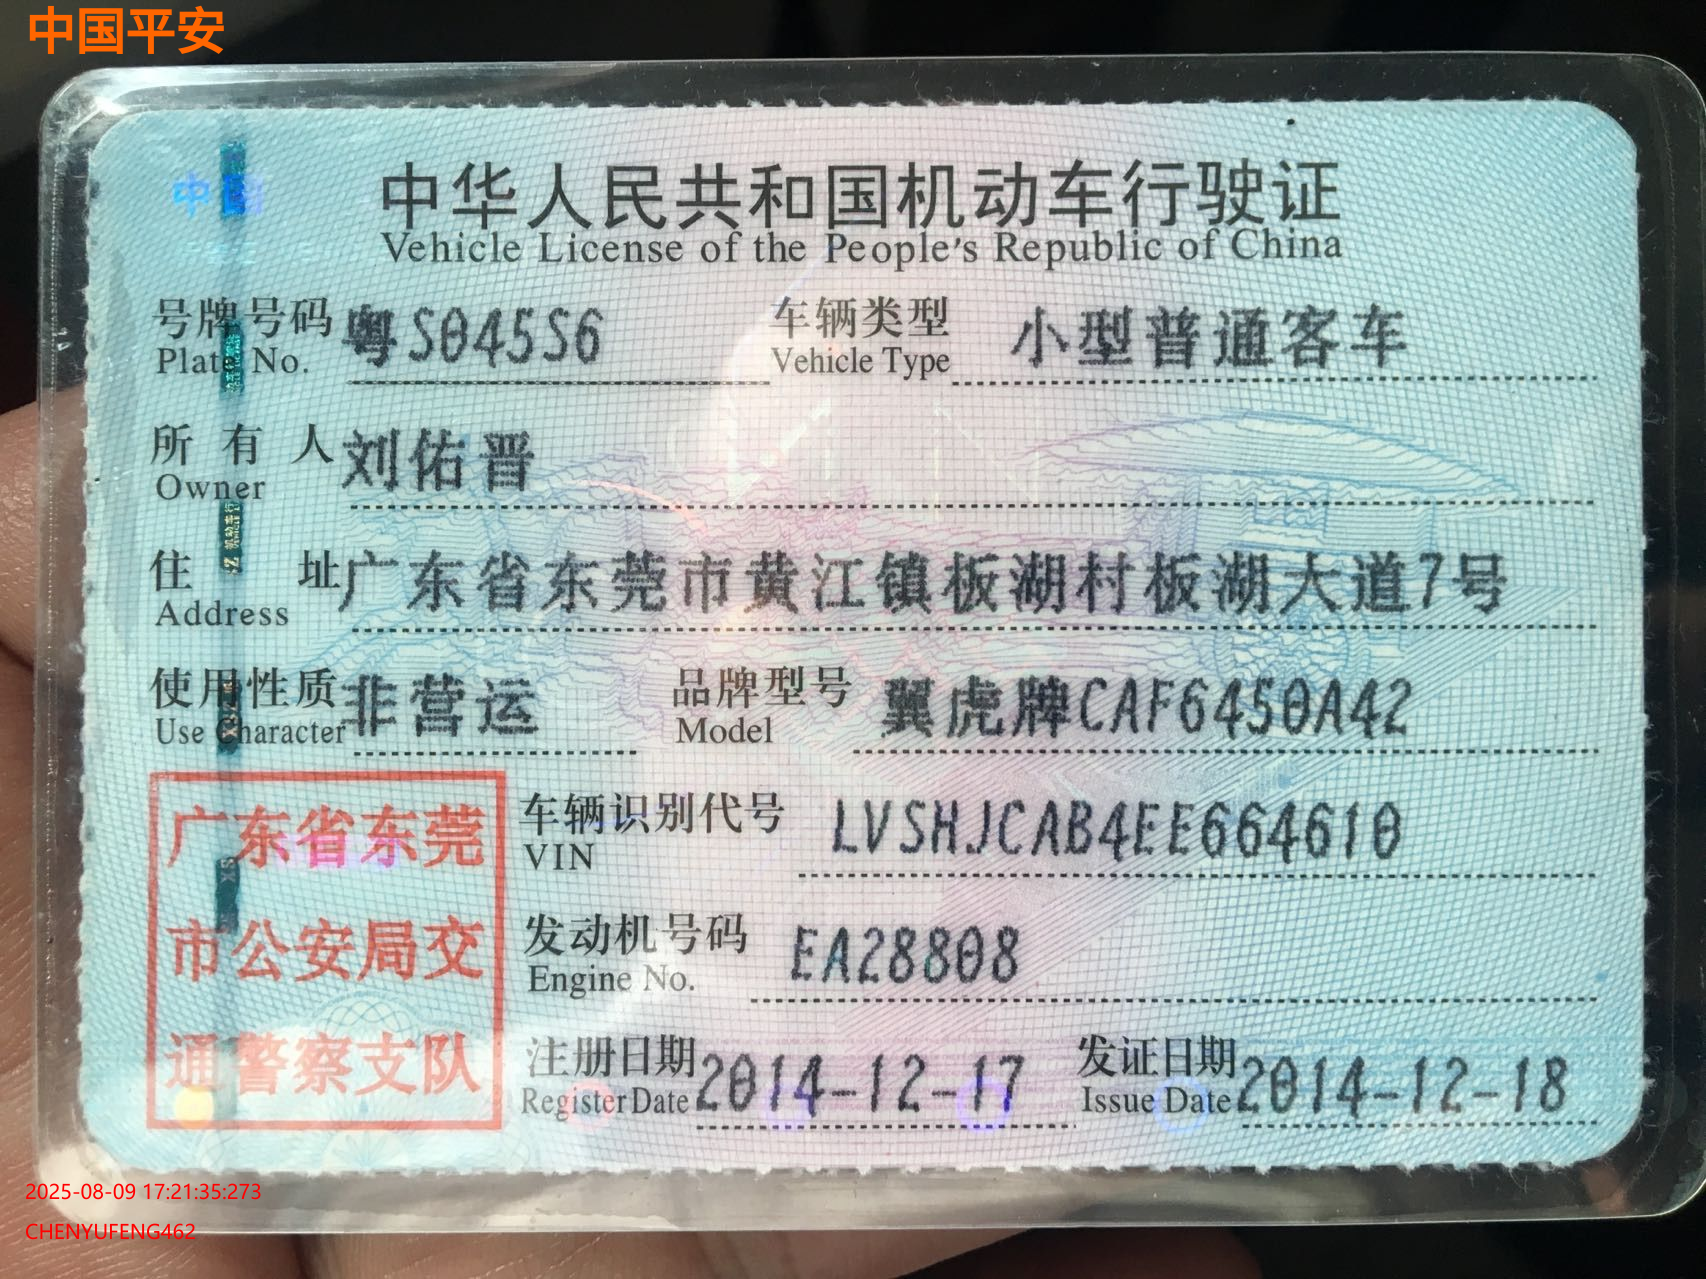 中国平安
中国
中华人民共和国机动车行驶证
Vehicle License of the People's Republic of China
号牌号码 粤S045S6 车辆类型 小型普通客车
Plate No. Vehicle Type
所有人 刘佑晋
Owner
住址 广东省东莞市黄江镇板湖村板湖大道7号
Address
使用性质 非营运 品牌型号 翼虎牌CAF6450A42
Use Character Model
广东省东莞
市公安局交
通警察支队
车辆识别代号 LVSHJCAB4EE664610
VIN
发动机号码 EA28808
Engine No.
注册日期 2014-12-17 发证日期 2014-12-18
Register Date Issue Date
2025-08-09 17:21:35:273
CHENYUFENG462